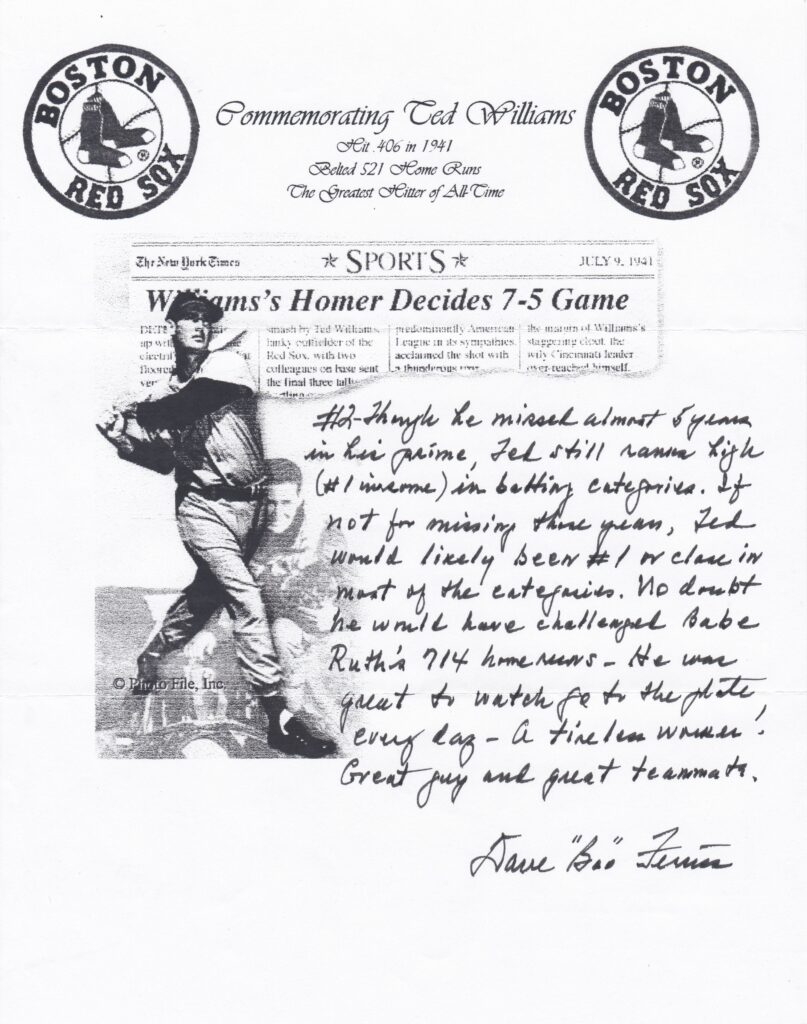 BOSTON
RED SOX
BOSTON
RED SOX
Commemorating Ted Williams
Hit .406 in 1941
Belted 521 Home Runs
The Greatest Hitter of All-Time
The New York Times
SPORTS
JULY 9, 1941
Williams's Homer Decides 7-5 Game
smash by Ted Williams,
lanky outfielder of the
Red Sox, with two
colleagues on base sent
the final three
predominantly American
League in its sympathies,
acclaimed the shot with
a thunderous
the margin of Williams's
staggering clout, the
wily Cincinnati leader
over-reached himself.
© Photo File, Inc.
#2-Though he missed almost 5 years
in his prime, Ted still ranks high
(#1 in some) in batting categories. If
not for missing those years, Ted
would likely been #1 or close in
most of the categories. No doubt
he would have challenged Babe
Ruth's 714 home runs - He was
great to watch go to the plate
every day - A tireless worker!
Great guy and great teammate.
Dave "Boo" Ferriss